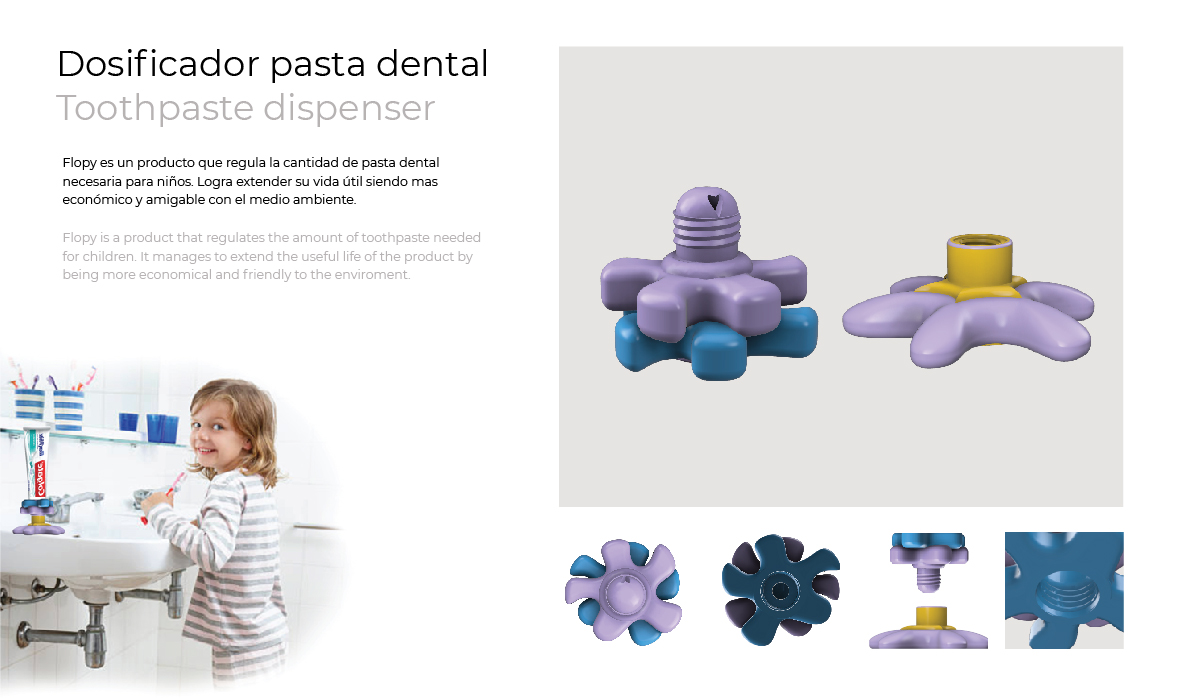 Dosificador pasta dental
Toothpaste dispenser
Flopy es un producto que regula la cantidad de pasta dental
necesaria para niños. Logra extender su vida útil siendo mas
económico y amigable con el medio ambiente.
Flopy is a product that regulates the amount of toothpaste needed
for children. It manages to extend the useful life of the product by
being more economical and friendly to the enviroment.
Colgate